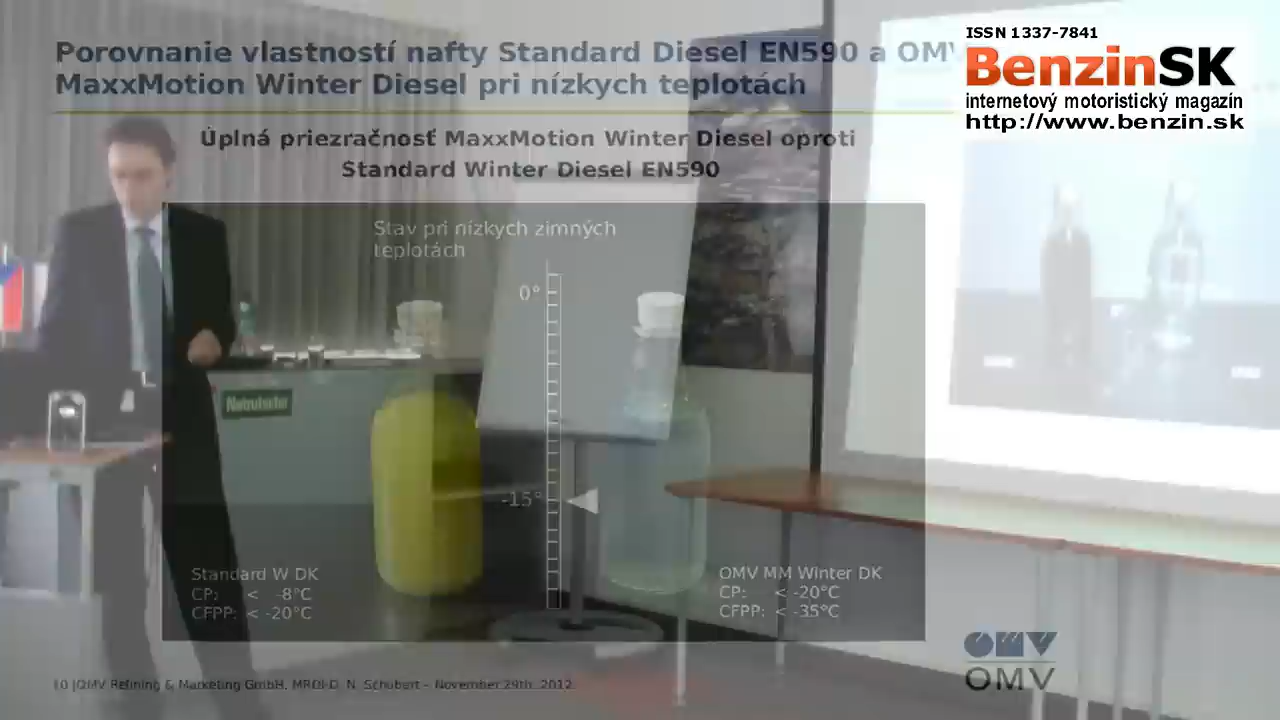 Porovnanie vlastností nafty Standard Diesel EN590 a OMV
MaxxMotion Winter Diesel pri nízkych teplotách
ISSN 1337-7841
BenzinSK
internetový motoristický magazín
http://www.benzin.sk
Úplná priezračnosť MaxxMotion Winter Diesel oproti
Standard Winter Diesel EN590
Stav pri nízkych zimných
teplotách
0°
-15°
Standard W DK
CP: < -8°C
CFPP: < -20°C
OMV MM Winter DK
CP: < -20°C
CFPP: < -35°C
OMV
OMV
10 |OMV Refining & Marketing GmbH, MROI-D. N. Schubert – November 29th, 2012